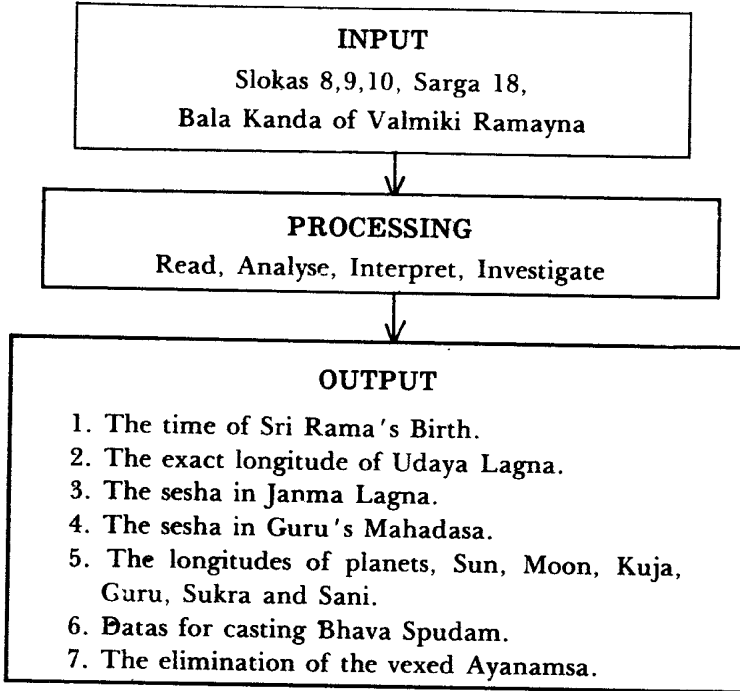 INPUT
Slokas 8,9,10, Sarga 18,
Bala Kanda of Valmiki Ramayna
PROCESSING
Read, Analyse, Interpret, Investigate
OUTPUT
1. The time of Sri Rama's Birth.
2. The exact longitude of Udaya Lagna.
3. The sesha in Janma Lagna.
4. The sesha in Guru's Mahadasa.
5. The longitudes of planets, Sun, Moon, Kuja,
Guru, Sukra and Sani.
6. Datas for casting Bhava Spudam.
7. The elimination of the vexed Ayanamsa.